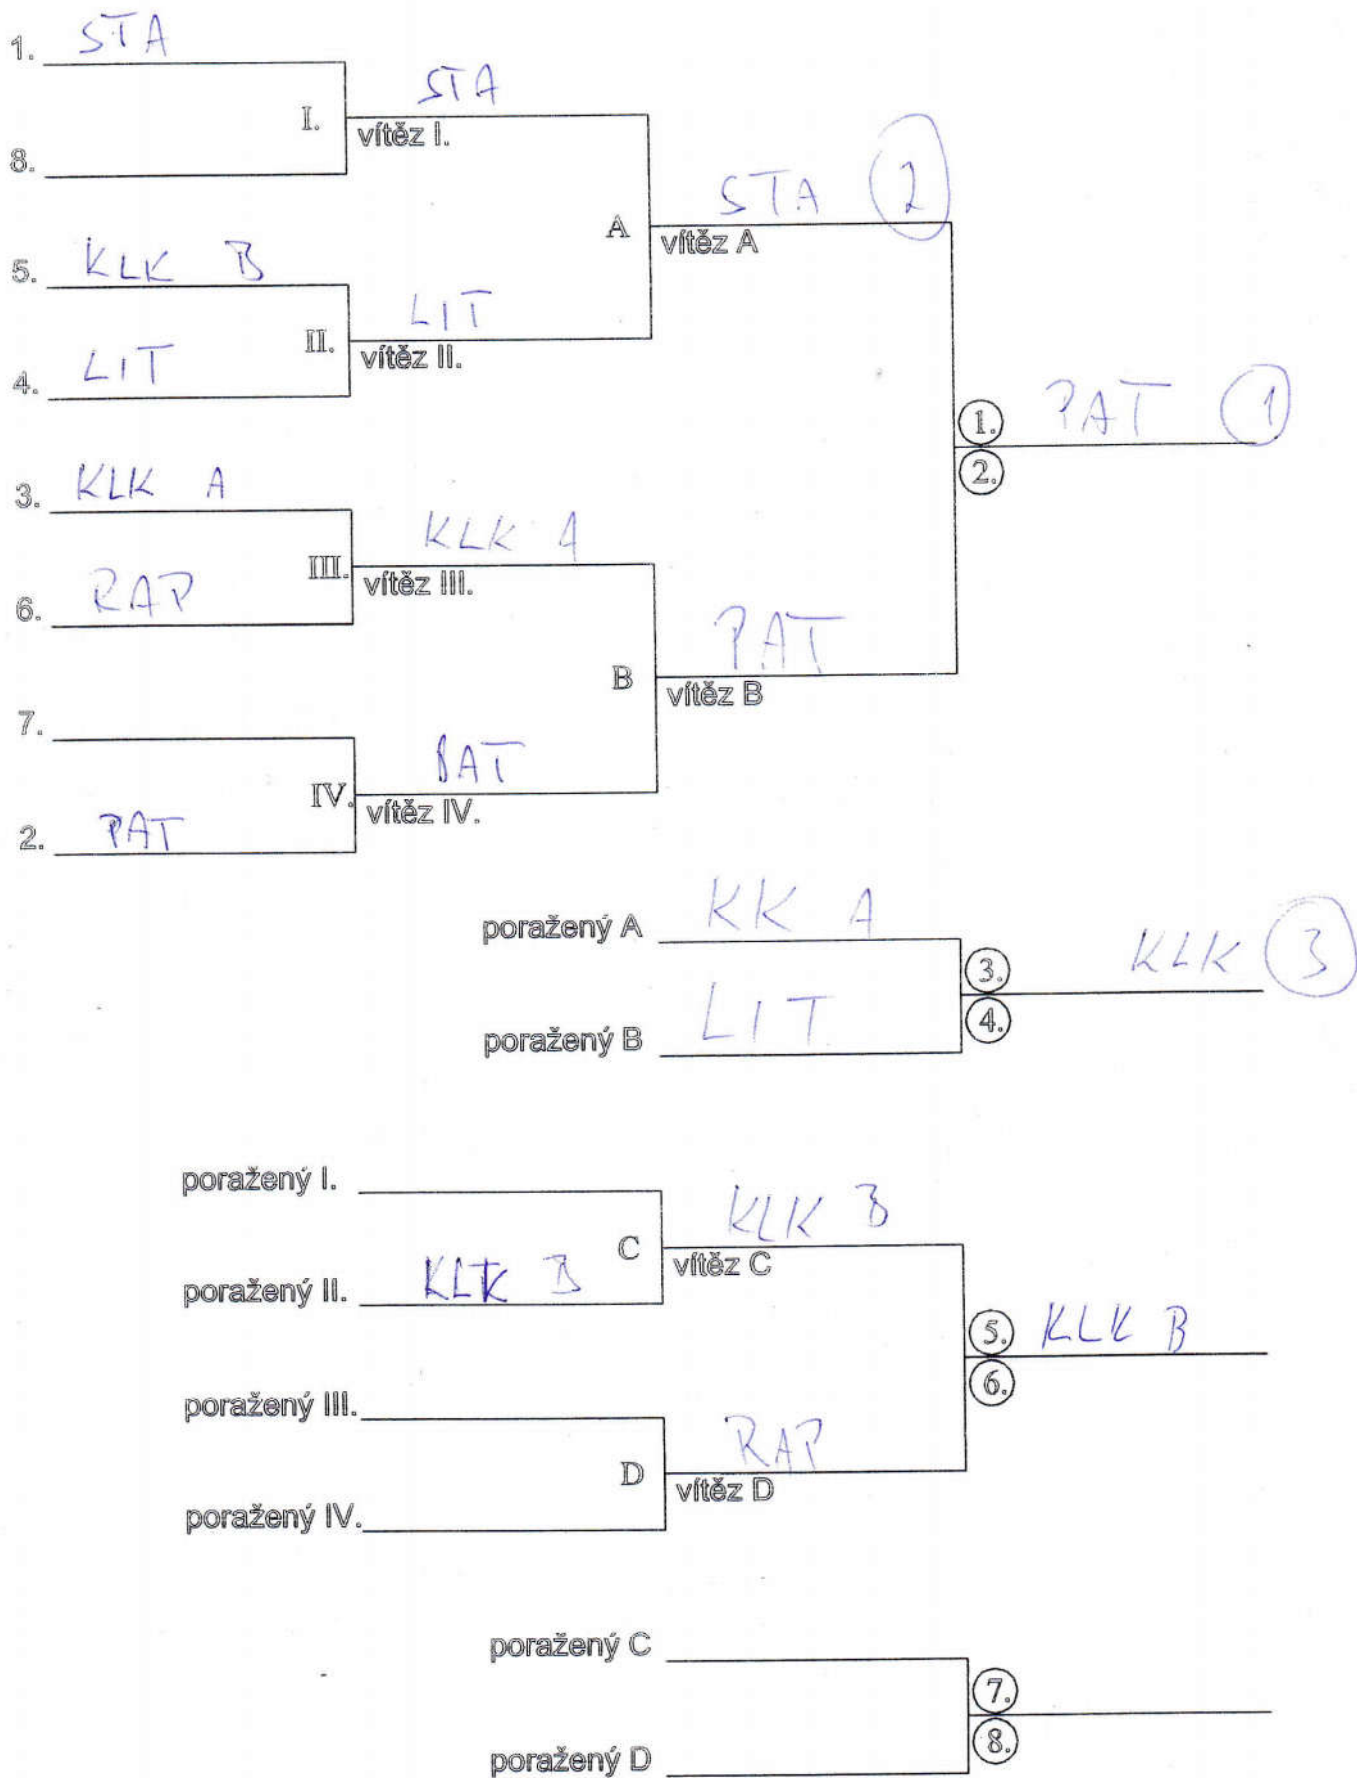 1. STA
I. STA
vítěz I.
8.
A STA 2
vítěz A
5. KLK B
II. LIT
vítěz II.
4. LIT
1. PAT 1
2.
3. KLK A
III. KLK A
vítěz III.
6. RAP
B PAT
vítěz B
7.
IV. PAT
vítěz IV.
2. PAT
poražený A KK A
3. KLK 3
4.
poražený B LIT
poražený I.
C KLK B
vítěz C
poražený II. KLK B
5. KLK B
6.
poražený III.
D RAP
vítěz D
poražený IV.
poražený C
7.
8.
poražený D